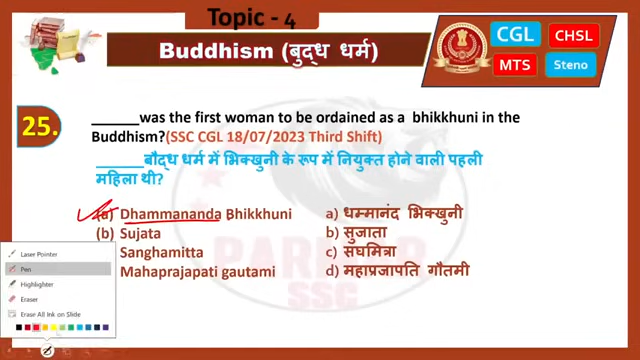 Topic - 4
Buddhism (बुद्ध धर्म)
CGL
CHSL
MTS
Steno
25.
______was the first woman to be ordained as a bhikkhuni in the
Buddhism?(SSC CGL 18/07/2023 Third Shift)
______बौद्ध धर्म में भिक्खुनी के रूप में नियुक्त होने वाली पहली
महिला थी?
(a) Dhammananda Bhikkhuni
a) धम्मानंद भिक्खुनी
(b) Sujata
b) सुजाता
Sanghamitta
c) संघमित्रा
Mahaprajapati gautami
d) महाप्रजापति गौतमी
Laser Pointer
Pen
Highlighter
Eraser
Erase All Ink on Slide
PARMAR
SSC